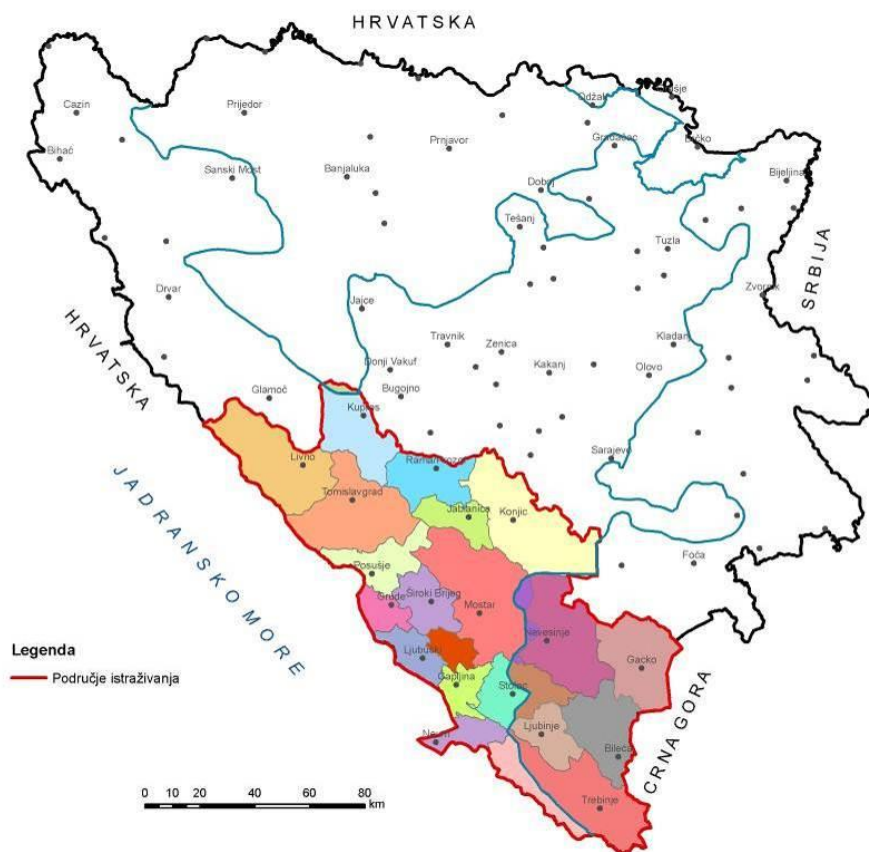 HRVATSKA
Cazin
Prijedor
Odžak
Prnjavor
Gradačac
Bihać
Sanski Most
Banjaluka
Doboj
Bijeljina
Tešanj
Tuzla
SRBIJA
Drvar
Zvornik
Jajce
HRVATSKA
Travnik
Zenica
Kladanj
Donji Vakuf
Kakanj
Olovo
Glamoč
Bugojno
Kupres
Sarajevo
Livno
JADRANSKO MORE
Tomislavgrad
Jablanica
Konjic
Foča
Posušje
Grude
Široki Brijeg
Mostar
Nevesinje
Legenda
Ljubuški
Gacko
Područje istraživanja
Čapljina
Stolac
CRNA GORA
Ljubinje
Neum
Bileća
0 10 20 40 60 80
km
Trebinje